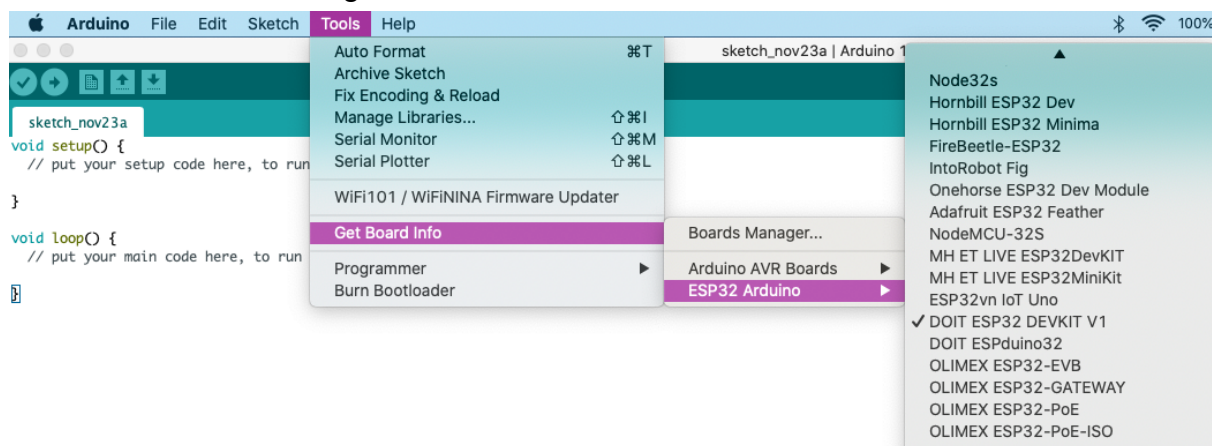 Arduino File Edit Sketch Tools Help 100%
sketch_nov23a | Arduino 1
sketch_nov23a
void setup() {
// put your setup code here, to run
}
void loop() {
// put your main code here, to run
}
Auto Format ⌘T
Archive Sketch
Fix Encoding & Reload
Manage Libraries... ⇧⌘I
Serial Monitor ⇧⌘M
Serial Plotter ⇧⌘L
WiFi101 / WiFiNINA Firmware Updater
Get Board Info
Programmer
Burn Bootloader
Boards Manager...
Arduino AVR Boards
ESP32 Arduino
Node32s
Hornbill ESP32 Dev
Hornbill ESP32 Minima
FireBeetle-ESP32
IntoRobot Fig
Onehorse ESP32 Dev Module
Adafruit ESP32 Feather
NodeMCU-32S
MH ET LIVE ESP32DevKIT
MH ET LIVE ESP32MiniKit
ESP32vn IoT Uno
✓ DOIT ESP32 DEVKIT V1
DOIT ESPduino32
OLIMEX ESP32-EVB
OLIMEX ESP32-GATEWAY
OLIMEX ESP32-PoE
OLIMEX ESP32-PoE-ISO